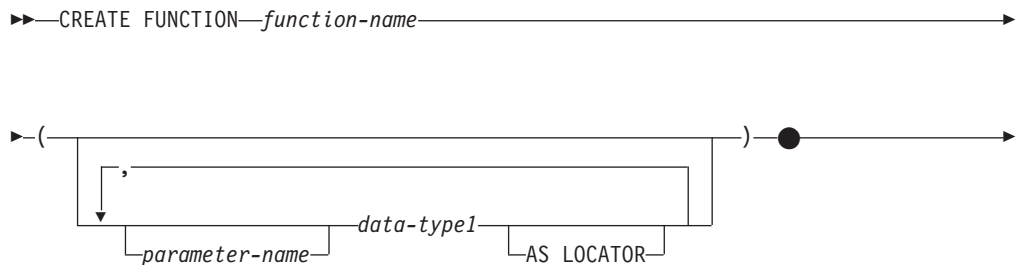 CREATE FUNCTION function-name
( )
,
data-type1
parameter-name AS LOCATOR